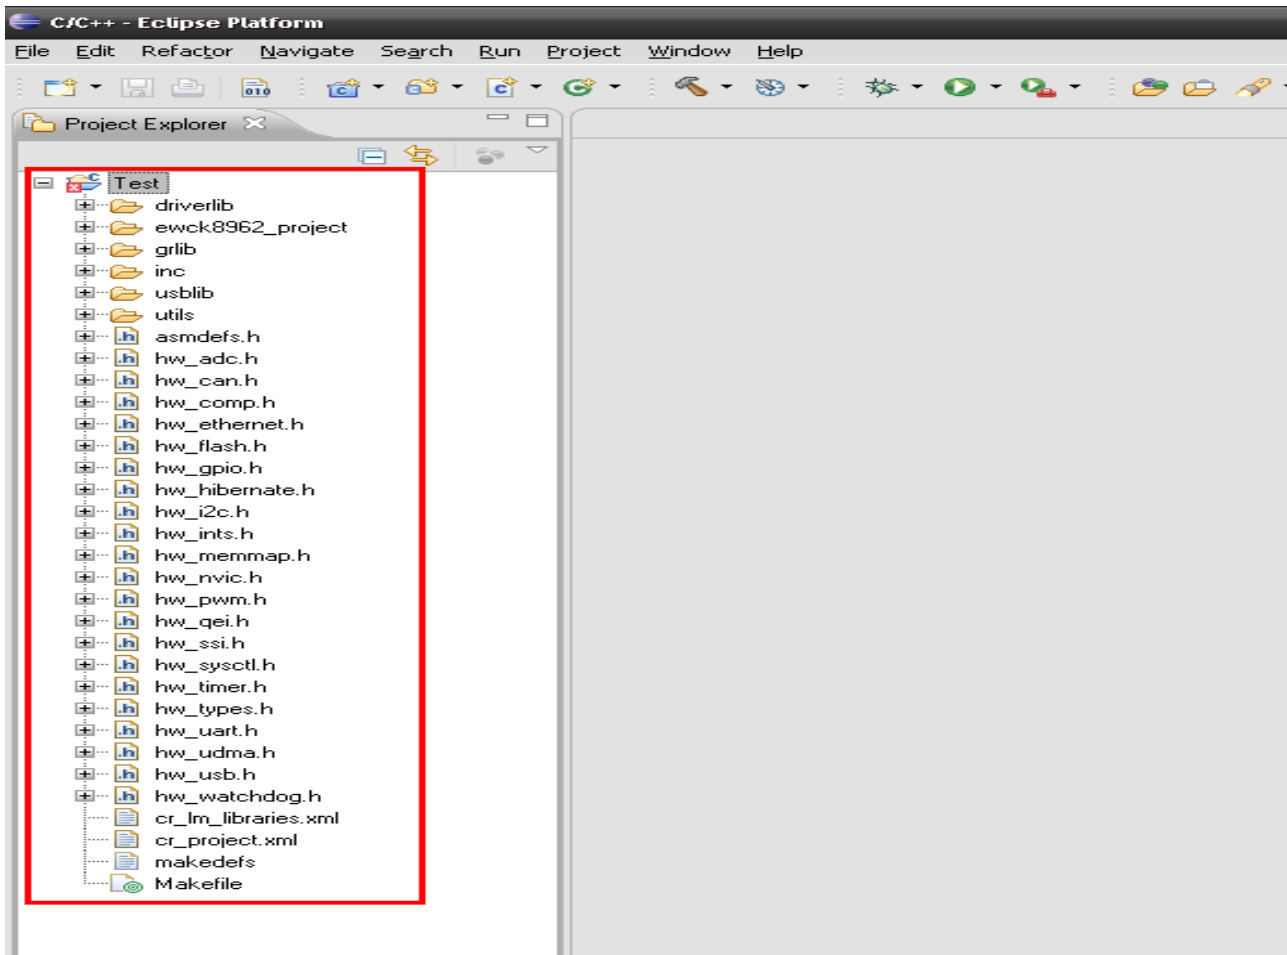 C/C++ - Eclipse Platform
File Edit Refactor Navigate Search Run Project Window Help
Project Explorer
Test
driverlib
ewck8962_project
grlib
inc
usblib
utils
asmdefs.h
hw_adc.h
hw_can.h
hw_comp.h
hw_ethernet.h
hw_flash.h
hw_gpio.h
hw_hibernate.h
hw_i2c.h
hw_ints.h
hw_memmap.h
hw_nvic.h
hw_pwm.h
hw_qei.h
hw_ssi.h
hw_sysctl.h
hw_timer.h
hw_types.h
hw_uart.h
hw_udma.h
hw_usb.h
hw_watchdog.h
cr_lm_libraries.xml
cr_project.xml
makedefs
Makefile